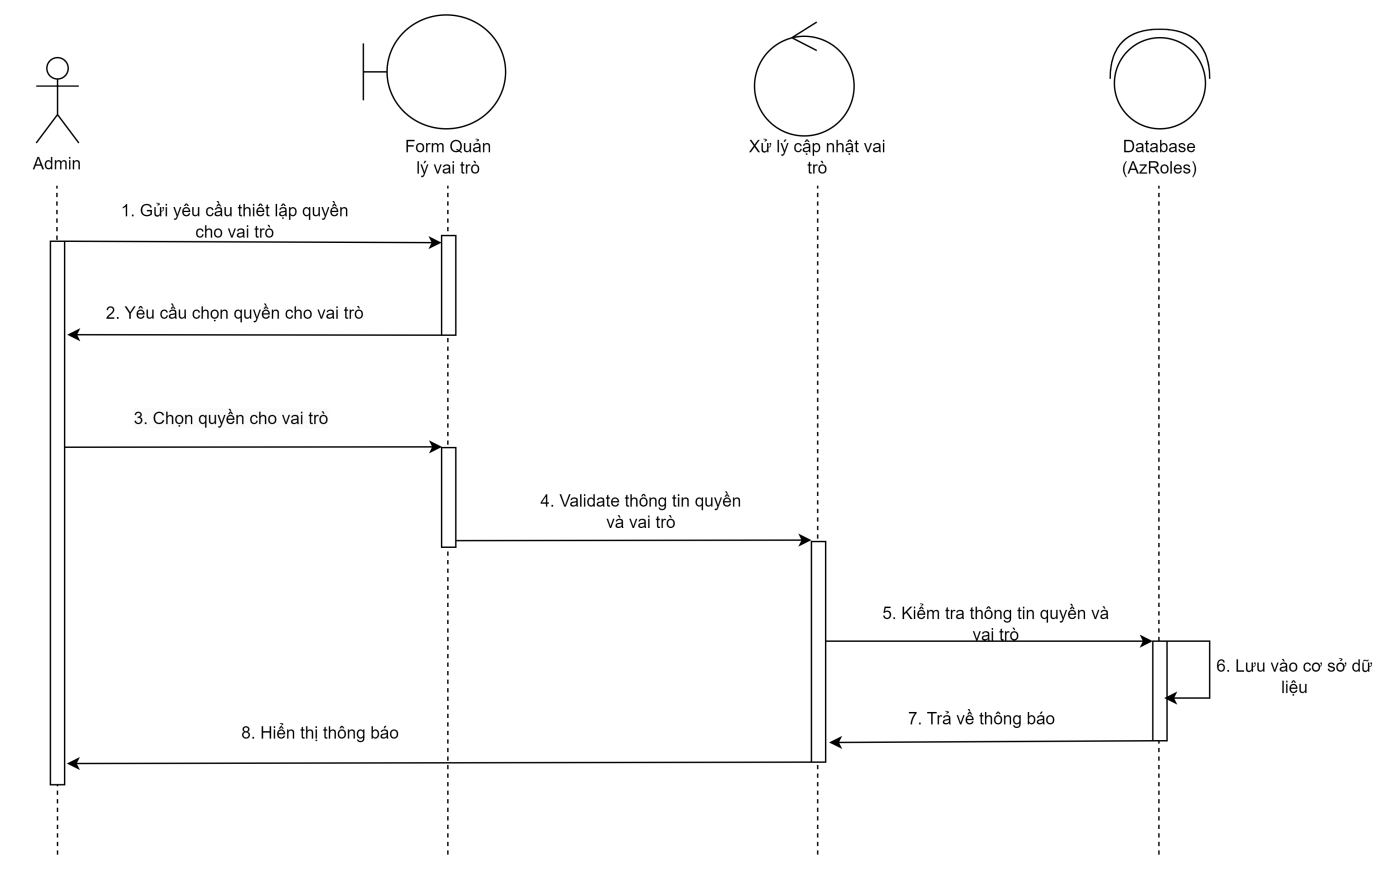 Admin
Form Quản
lý vai trò
Xử lý cập nhật vai
trò
Database
(AzRoles)
1. Gửi yêu cầu thiêt lập quyền
cho vai trò
2. Yêu cầu chọn quyền cho vai trò
3. Chọn quyền cho vai trò
4. Validate thông tin quyền
và vai trò
5. Kiểm tra thông tin quyền và
vai trò
6. Lưu vào cơ sở dữ
liệu
7. Trả về thông báo
8. Hiển thị thông báo